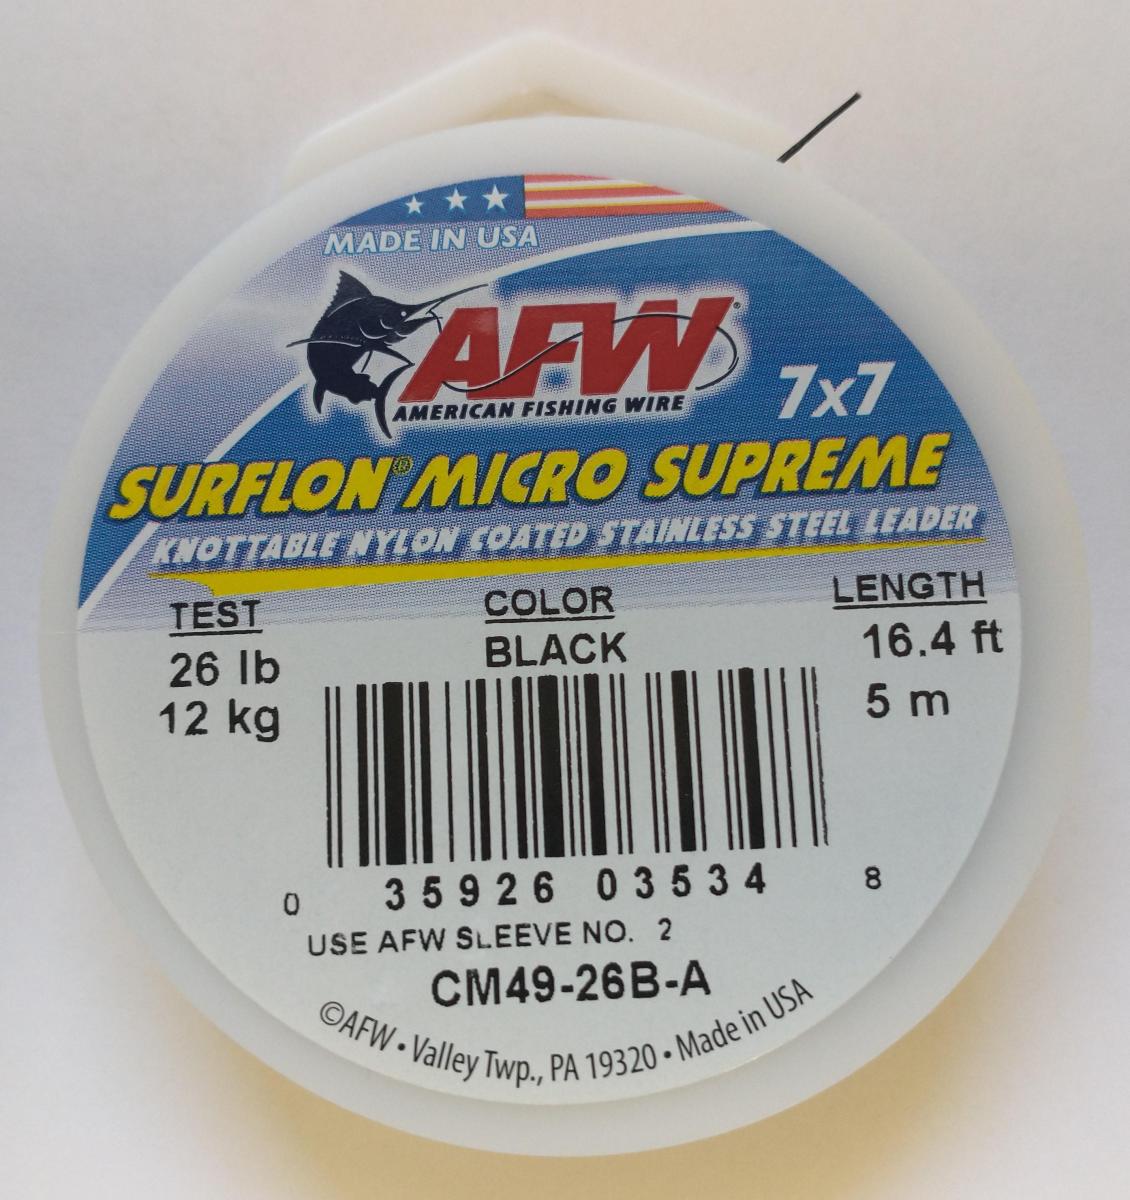 MADE IN USA
AFW®
AMERICAN FISHING WIRE
7x7
SURFLON® MICRO SUPREME
KNOTTABLE NYLON COATED STAINLESS STEEL LEADER
TEST
26 lb
12 kg
COLOR
BLACK
LENGTH
16.4 ft
5 m
0 35926 03534 8
USE AFW SLEEVE NO. 2
CM49-26B-A
©AFW • Valley Twp., PA 19320 • Made in USA